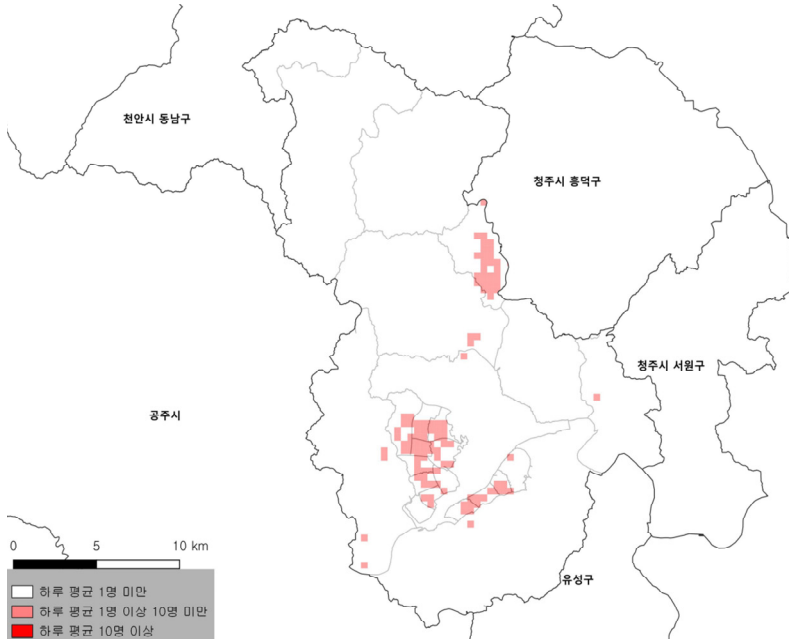 천안시 동남구
청주시 흥덕구
청주시 서원구
공주시
0 5 10 km
유성구
하루 평균 1명 미만
하루 평균 1명 이상 10명 미만
하루 평균 10명 이상